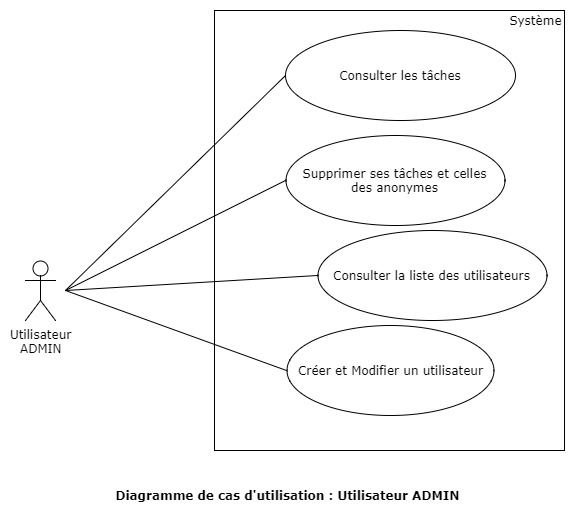 Système
Consulter les tâches
Supprimer ses tâches et celles
des anonymes
Consulter la liste des utilisateurs
Utilisateur
ADMIN
Créer et Modifier un utilisateur
Diagramme de cas d'utilisation : Utilisateur ADMIN